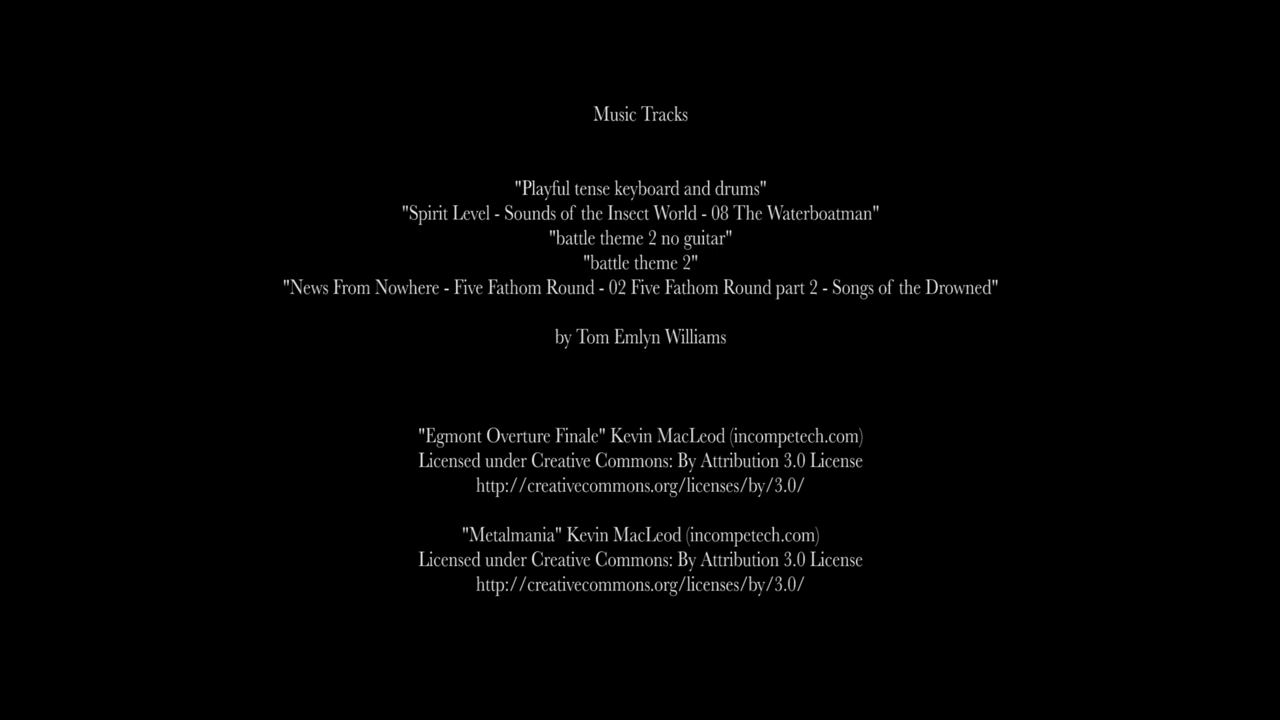 Music Tracks
"Playful tense keyboard and drums"
"Spirit Level - Sounds of the Insect World - 08 The Waterboatman"
"battle theme 2 no guitar"
"battle theme 2"
"News From Nowhere - Five Fathom Round - 02 Five Fathom Round part 2 - Songs of the Drowned"
by Tom Emlyn Williams
"Egmont Overture Finale" Kevin MacLeod (incompetech.com)
Licensed under Creative Commons: By Attribution 3.0 License
http://creativecommons.org/licenses/by/3.0/
"Metalmania" Kevin MacLeod (incompetech.com)
Licensed under Creative Commons: By Attribution 3.0 License
http://creativecommons.org/licenses/by/3.0/